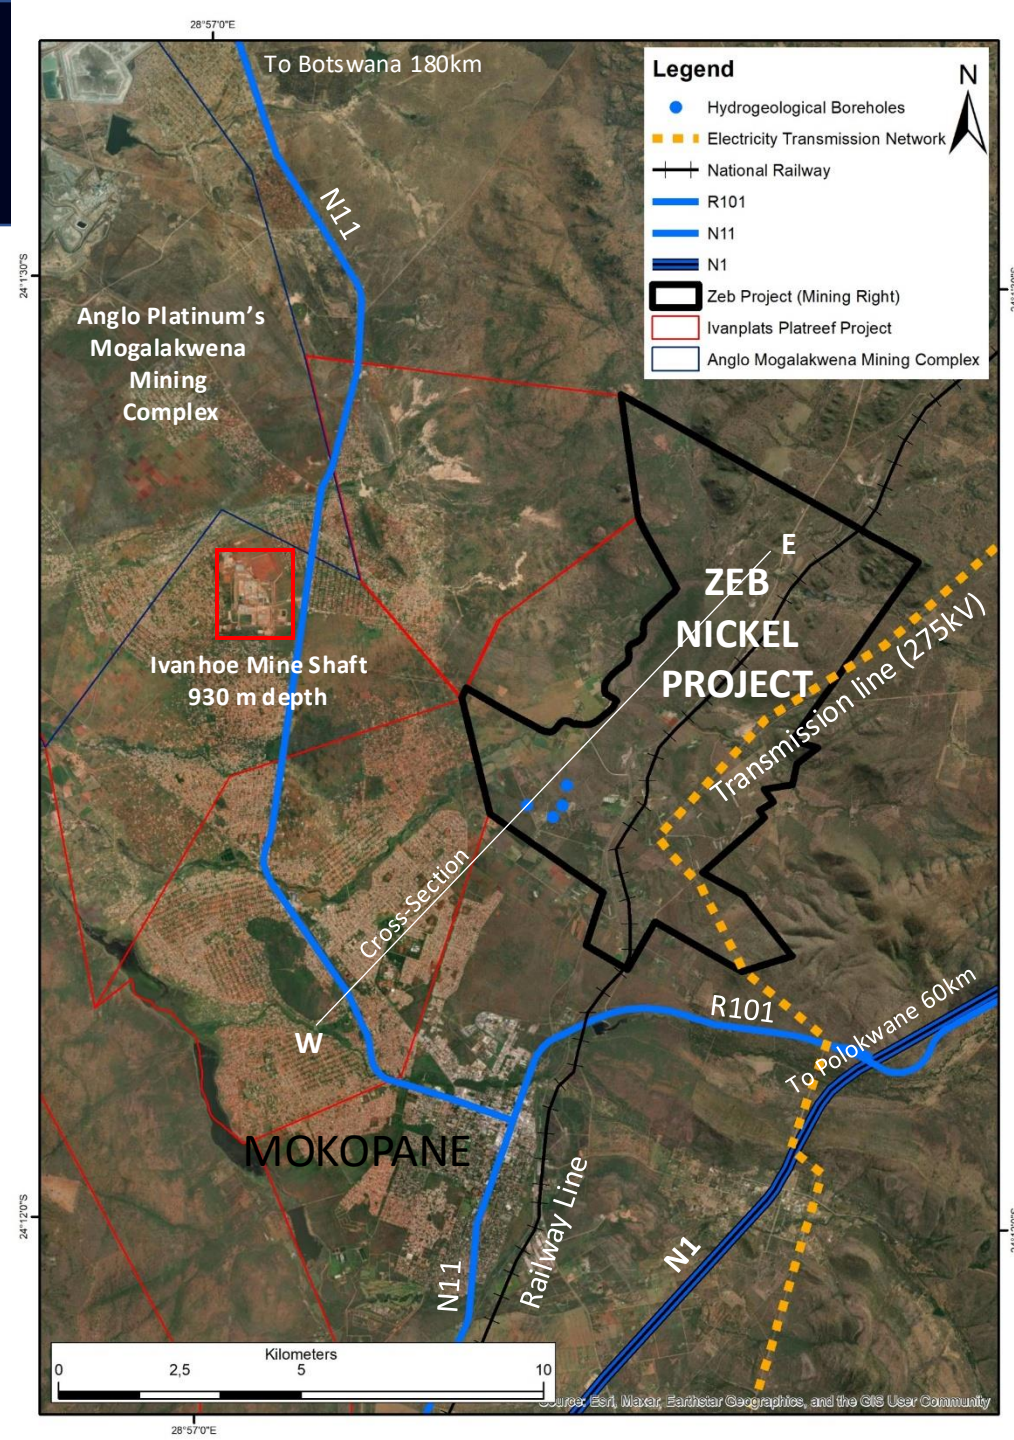 28°57'0"E
To Botswana 180km
Legend
N
Hydrogeological Boreholes
Electricity Transmission Network
National Railway
R101
N11
N1
Zeb Project (Mining Right)
Ivanplats Platreef Project
Anglo Mogalakwena Mining Complex
N11
24°1'30"S
Anglo Platinum's
Mogalakwena
Mining
Complex
E
ZEB
NICKEL
PROJECT
Ivanhoe Mine Shaft
930 m depth
Transmission line (275kV)
Cross-Section
W
R101
To Polokwane 60km
MOKOPANE
Railway Line
N1
N11
24°12'0"S
Kilometers
0 2,5 5 10
Source: Esri, Maxar, Earthstar Geographics, and the GIS User Community
28°57'0"E